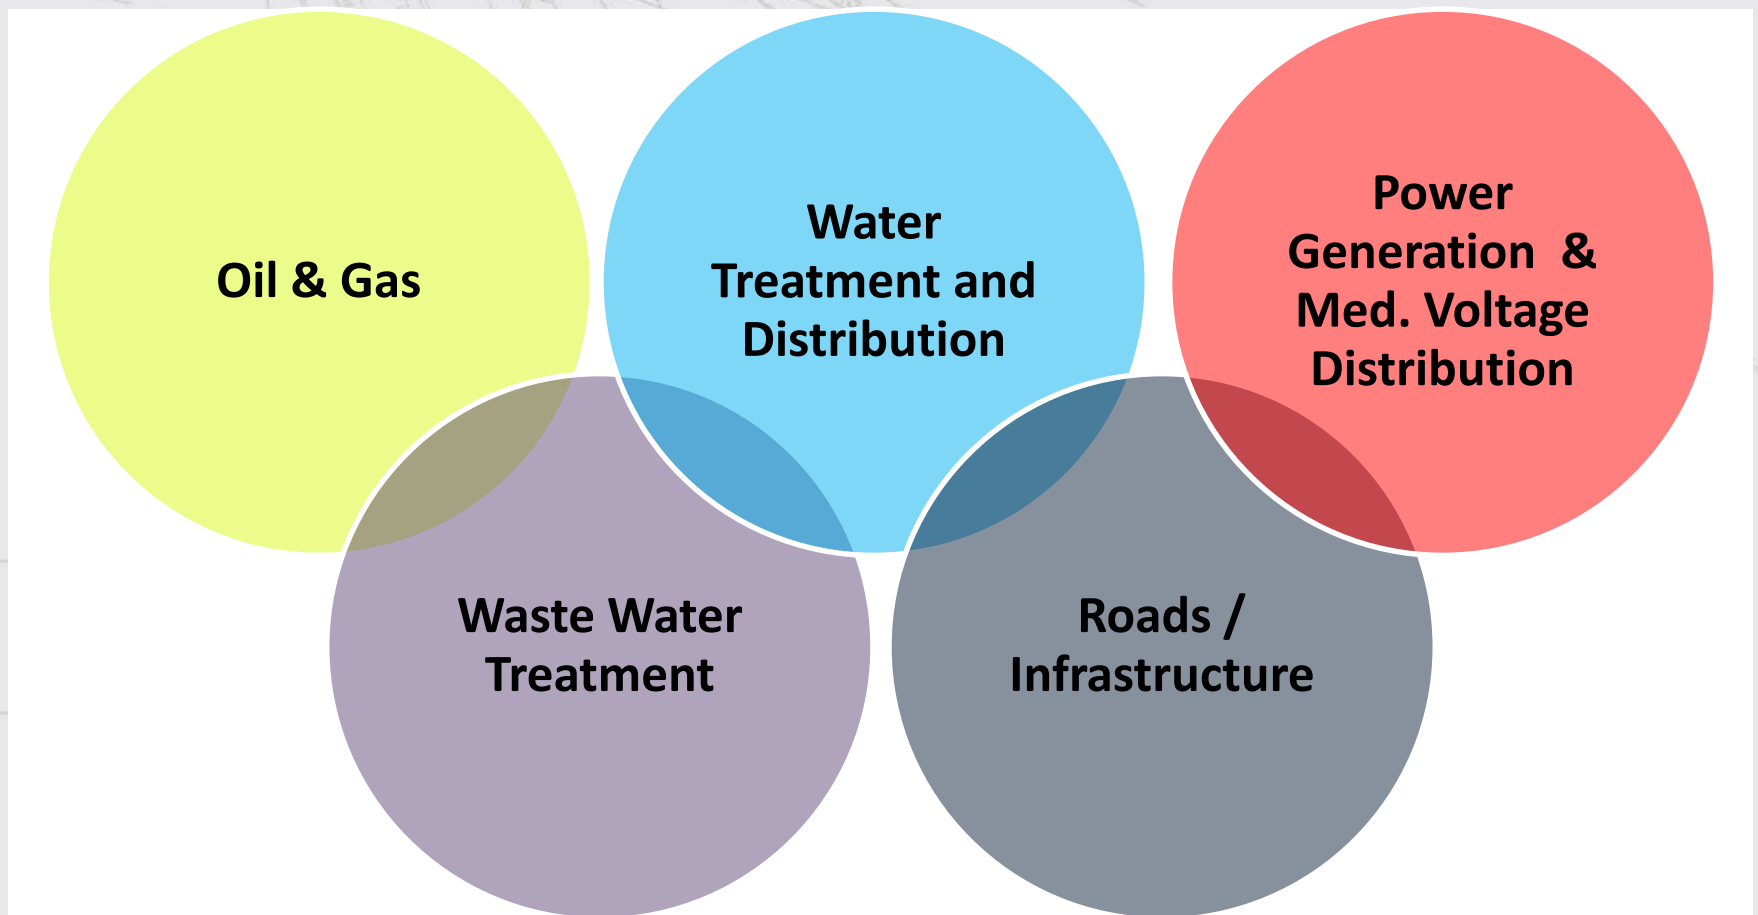 Oil & Gas
Water
Treatment and
Distribution
Power
Generation  &
Med. Voltage
Distribution
Waste Water
Treatment
Roads /
Infrastructure